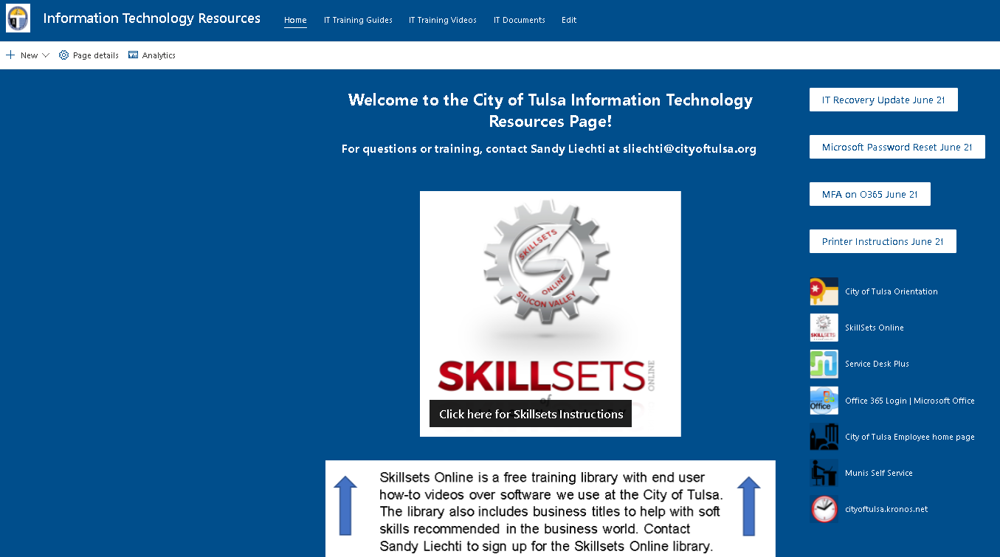 Information Technology Resources
Home
IT Training Guides
IT Training Videos
IT Documents
Edit
New
Page details
Analytics
Welcome to the City of Tulsa Information Technology
Resources Page!
For questions or training, contact Sandy Liechti at sliechti@cityoftulsa.org
SKILLSETS
ONLINE
SILICON VALLEY
SKILLSETS
ONLINE
of
Click here for Skillsets Instructions
Skillsets Online is a free training library with end user
how-to videos over software we use at the City of Tulsa.
The library also includes business titles to help with soft
skills recommended in the business world. Contact
Sandy Liechti to sign up for the Skillsets Online library.
IT Recovery Update June 21
Microsoft Password Reset June 21
MFA on O365 June 21
Printer Instructions June 21
City of Tulsa Orientation
SKILLSETS
SkillSets Online
Service Desk Plus
Office
Office 365 Login | Microsoft Office
City of Tulsa Employee home page
Munis Self Service
cityoftulsa.kronos.net